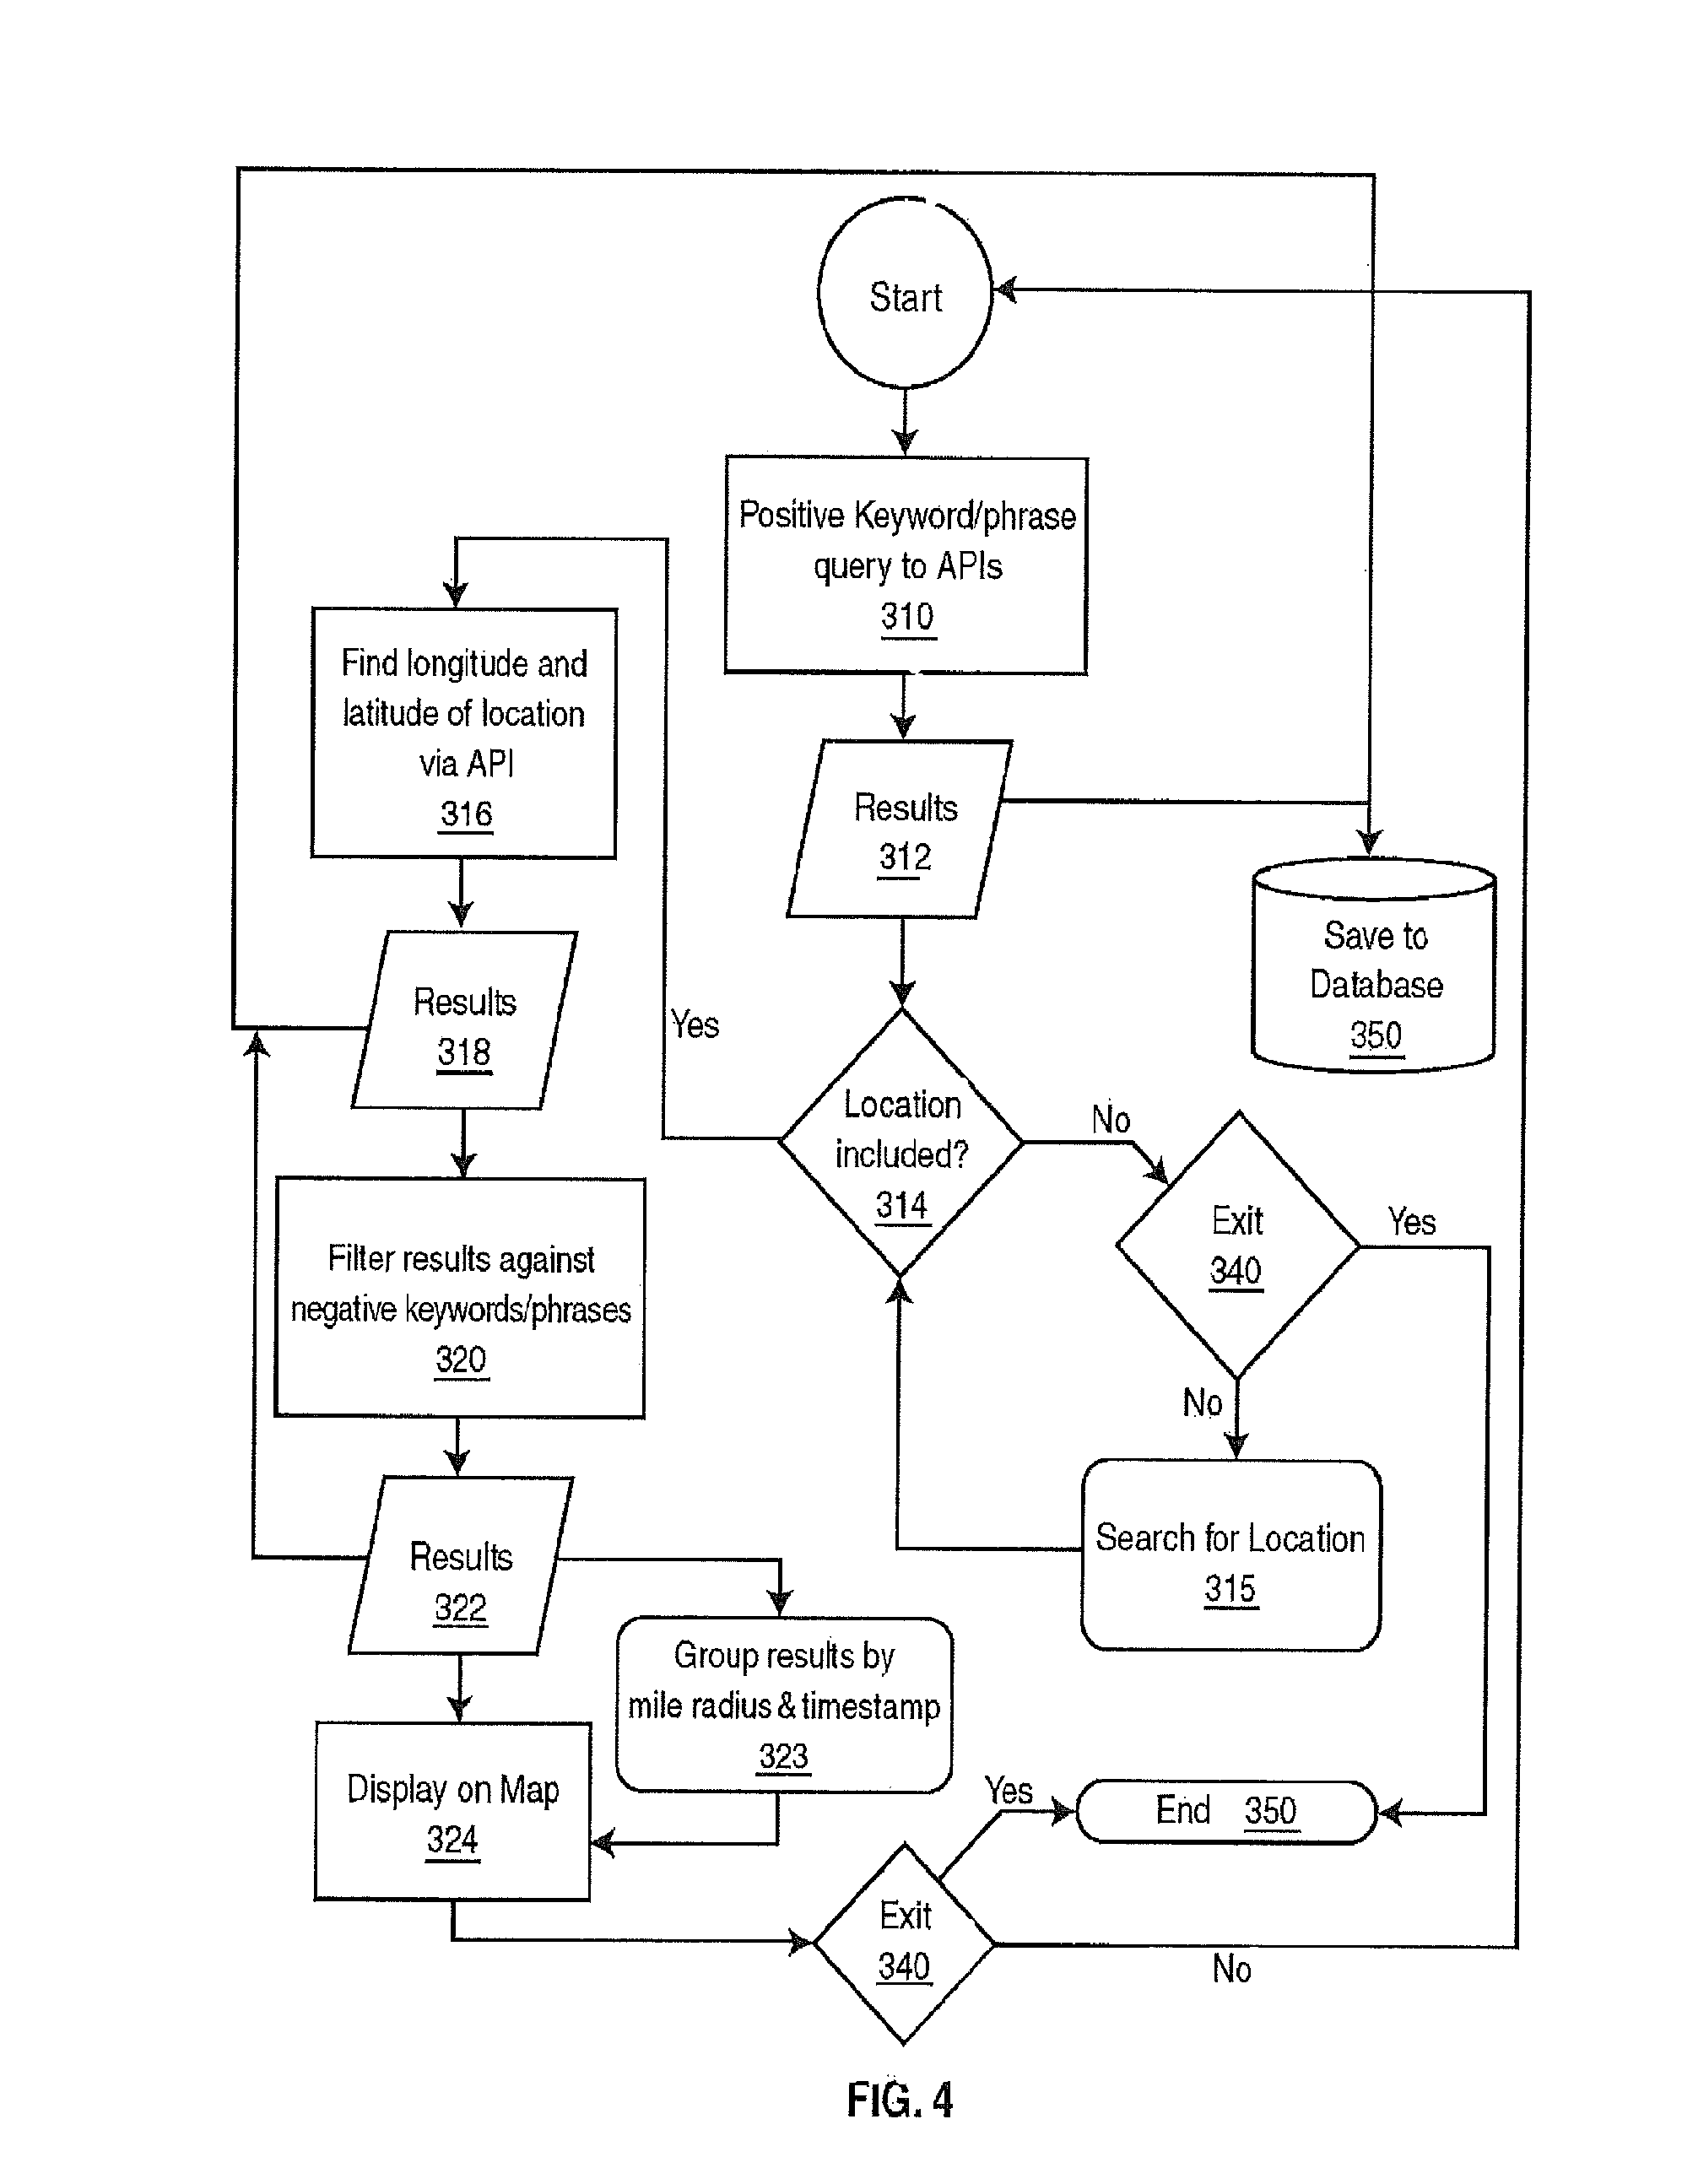 Start
Positive Keyword/phrase
query to APIs
310
Find longitude and
latitude of location
via API
316
Results
312
Save to
Database
350
Results
318
Yes
Location
included?
314
No
Exit
340
Yes
No
Filter results against
negative keywords/phrases
320
Search for Location
315
Results
322
Group results by
mile radius & timestamp
323
Display on Map
324
Yes
End 350
Exit
340
No
FIG. 4